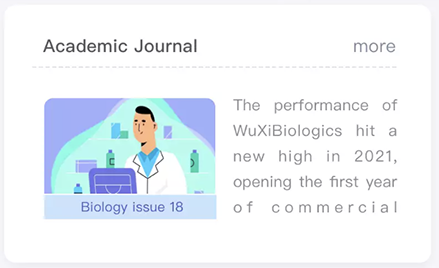 Academic Journal
more
The performance of
WuXiBiologics hit a
new high in 2021,
opening the first year
of commercial
Biology issue 18